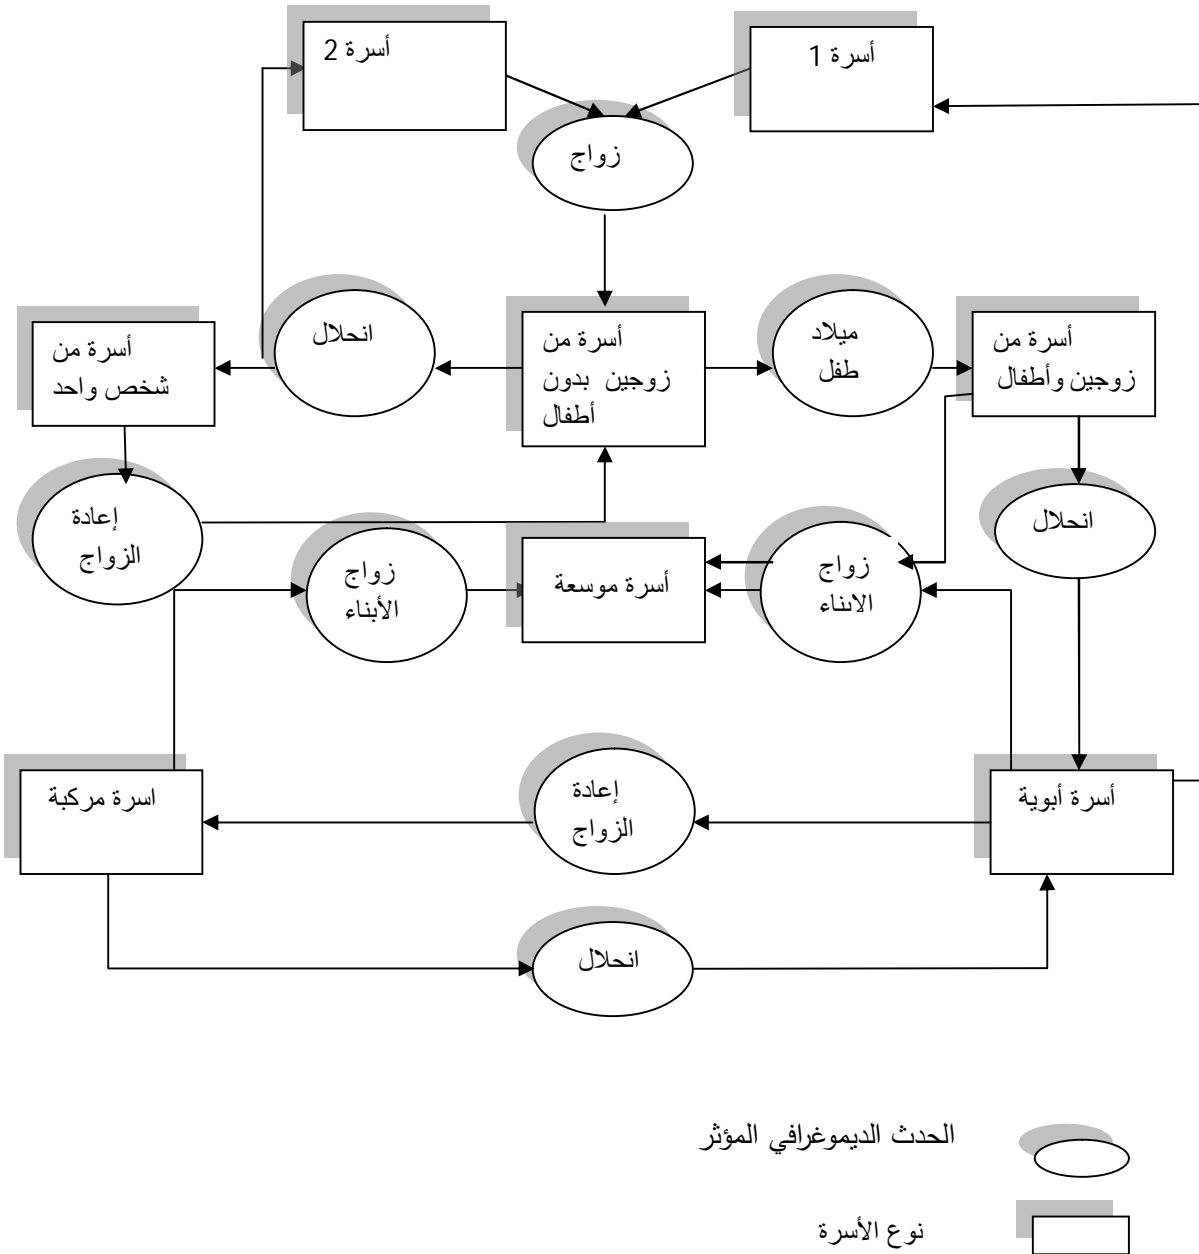 أسرة 1
أسرة 2
زواج
أسرة من
زوجين وأطفال
ميلاد
طفل
أسرة من
زوجين بدون
أطفال
انحلال
أسرة من
شخص واحد
انحلال
زواج
الابناء
أسرة موسعة
زواج
الأبناء
إعادة
الزواج
أسرة أبوية
إعادة
الزواج
اسرة مركبة
انحلال
الحدث الديموغرافي المؤثر
نوع الأسرة